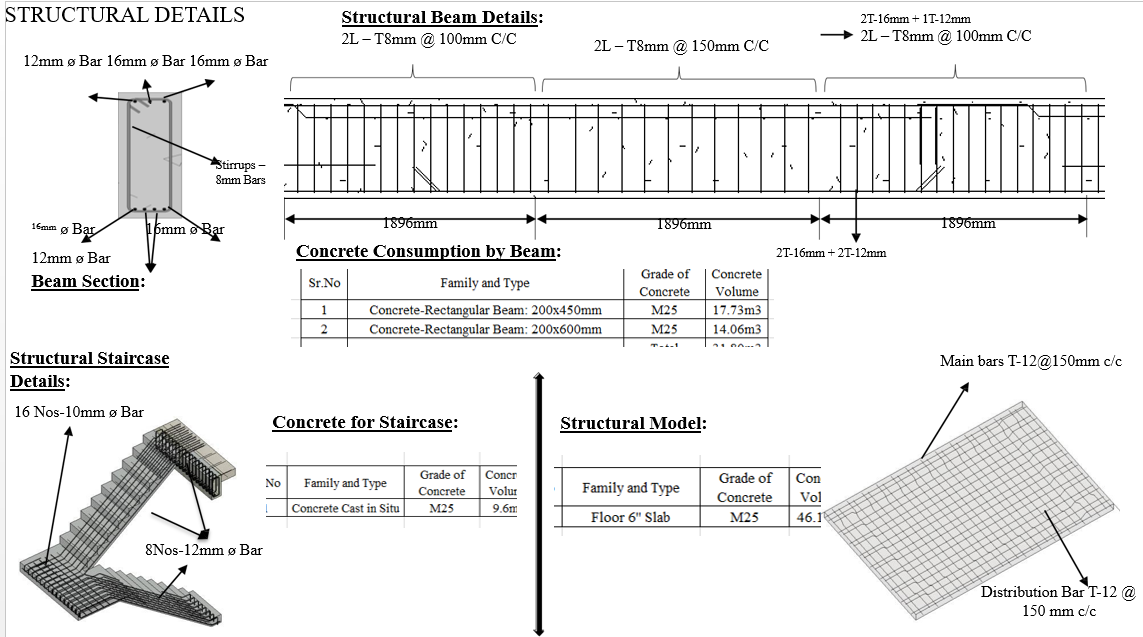 STRUCTURAL DETAILS
Structural Beam Details:
2L – T8mm @ 100mm C/C
2L – T8mm @ 150mm C/C
2T-16mm + 1T-12mm
2L – T8mm @ 100mm C/C
12mm ø Bar 16mm ø Bar 16mm ø Bar
Stirrups –
8mm Bars
16mm ø Bar
16mm ø Bar
12mm ø Bar
Beam Section:
1896mm
1896mm
1896mm
2T-16mm + 2T-12mm
Concrete Consumption by Beam:
Sr.No Family and Type Grade of Concrete Concrete Volume
1 Concrete-Rectangular Beam: 200x450mm M25 17.73m3
2 Concrete-Rectangular Beam: 200x600mm M25 14.06m3
Structural Staircase
Details:
16 Nos-10mm ø Bar
8Nos-12mm ø Bar
Concrete for Staircase:
No Family and Type Grade of Concrete Concr Volur
Concrete Cast in Situ M25 9.6m
Structural Model:
Family and Type Grade of Concrete Con Vol
Floor 6" Slab M25 46.1
Main bars T-12@150mm c/c
Distribution Bar T-12 @
150 mm c/c